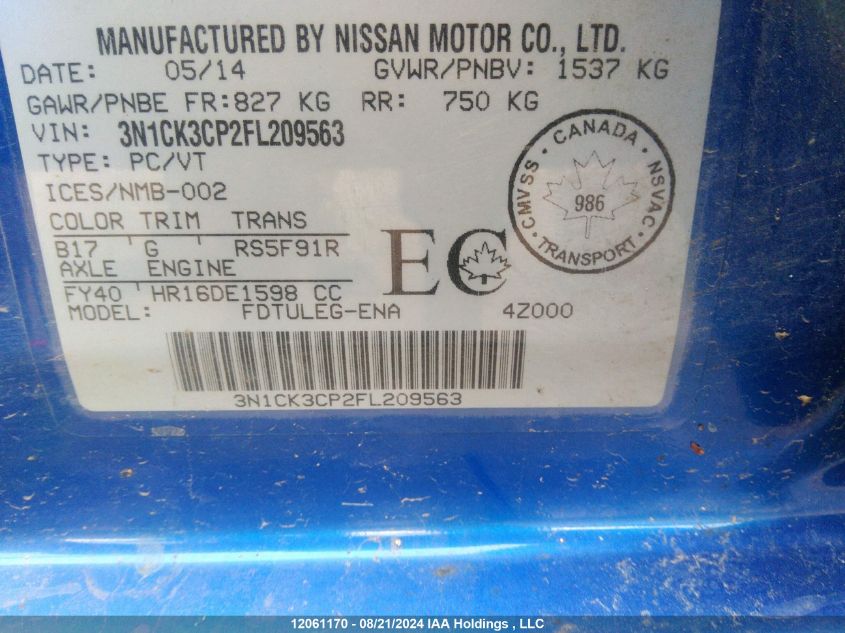 MANUFACTURED BY NISSAN MOTOR CO., LTD.
DATE: 05/14 GVWR/PNBV: 1537 KG
GAWR/PNBE FR:827 KG RR: 750 KG
VIN: 3N1CK3CP2FL209563
TYPE: PC/VT
ICES/NMB-002
COLOR TRIM TRANS
B17 ' G ' RS5F91R
AXLE ENGINE
FY40 ' HR16DE1598 CC
MODEL: FDTULEG-ENA 4Z000
EC
• CANADA •
CMVSS NSVAC
986
• TRANSPORT •
3N1CK3CP2FL209563
12061170 - 08/21/2024 IAA Holdings , LLC